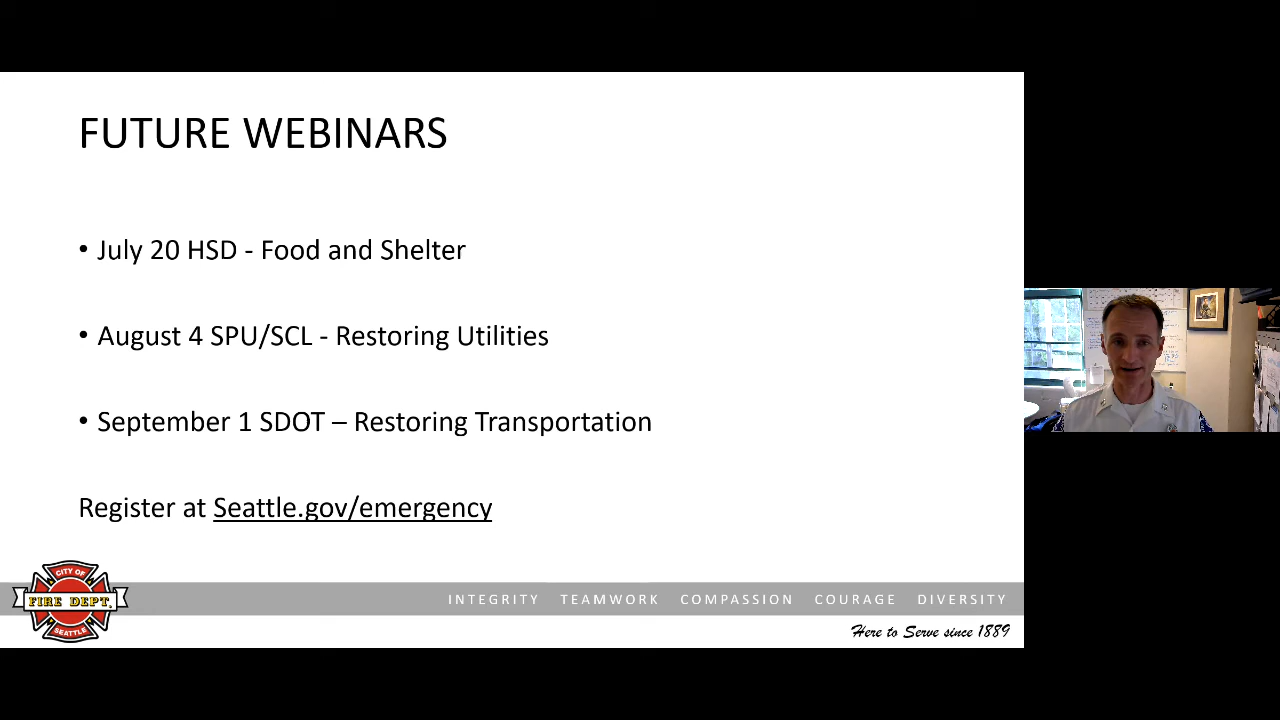 FUTURE WEBINARS
• July 20 HSD - Food and Shelter
• August 4 SPU/SCL - Restoring Utilities
• September 1 SDOT – Restoring Transportation
Register at Seattle.gov/emergency
CITY OF
FIRE DEPT.
SEATTLE
INTEGRITY TEAMWORK COMPASSION COURAGE DIVERSITY
Here to Serve since 1889